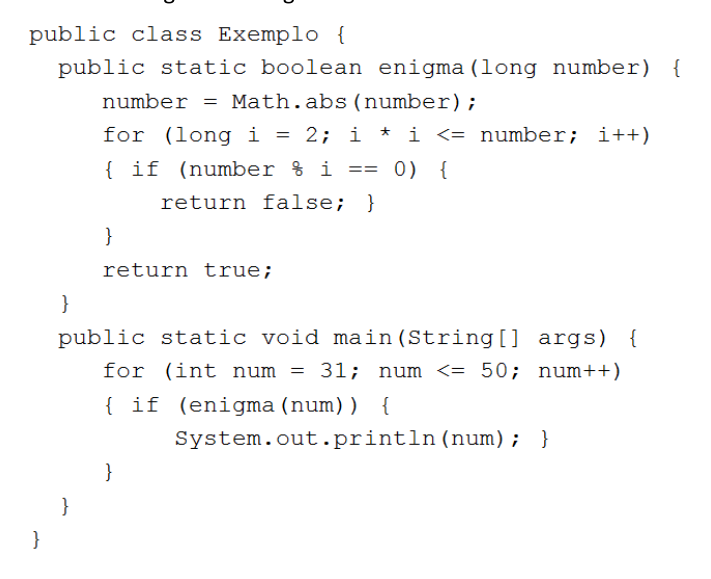 public class Exemplo {
public static boolean enigma(long number) {
number = Math.abs(number);
for (long i = 2; i * i <= number; i++)
{ if (number % i == 0) {
return false; }
}
return true;
}
public static void main(String[] args) {
for (int num = 31; num <= 50; num++)
{ if (enigma(num)) {
System.out.println(num); }
}
}
}